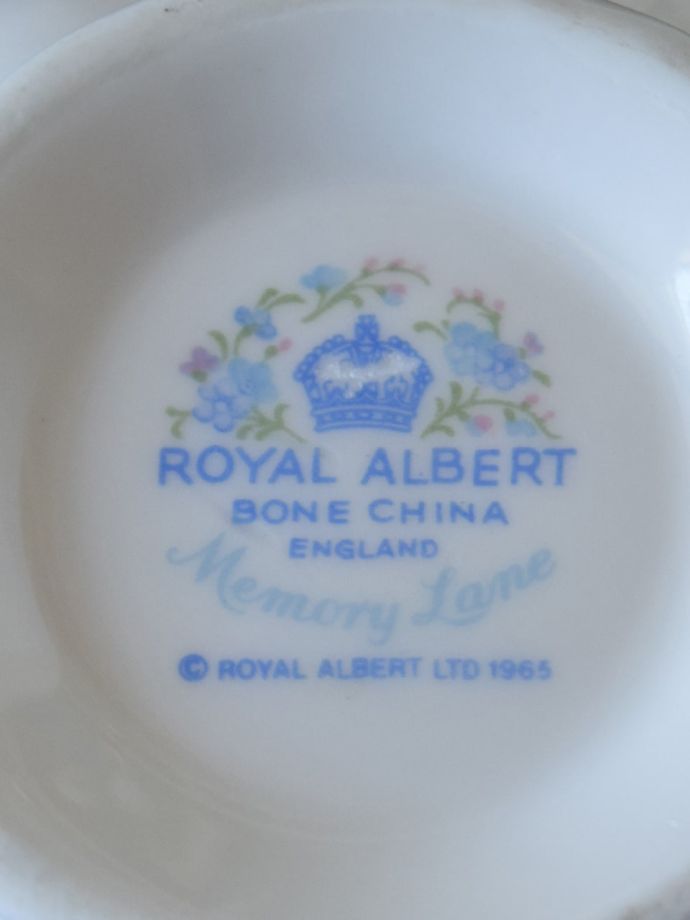 ROYAL ALBERT
BONE CHINA
ENGLAND
Memory Lane
© ROYAL ALBERT LTD 1965